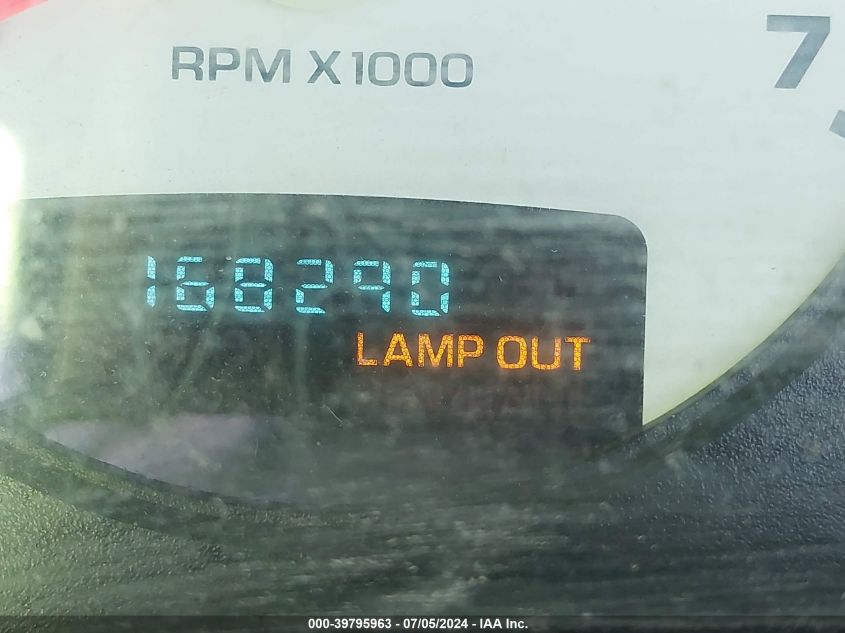 RPM X1000
7
168290
LAMP OUT
000-39795963 - 07/05/2024 - IAA Inc.